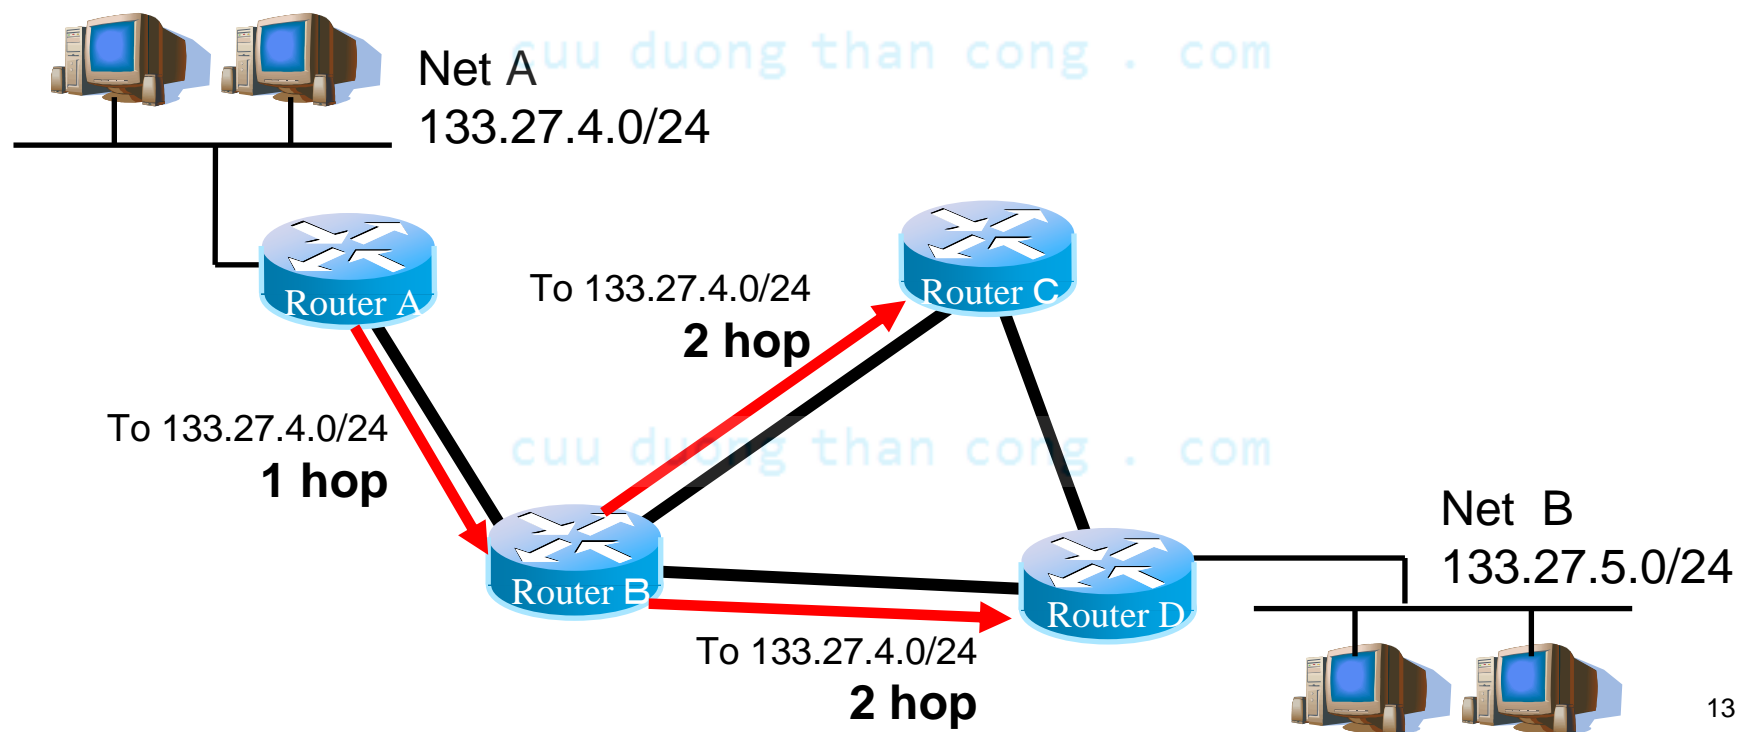 cuu duong than cong . com
Net A
133.27.4.0/24
Router A
To 133.27.4.0/24
2 hop
Router C
To 133.27.4.0/24
1 hop
cuu duong than cong . com
Net B
133.27.5.0/24
Router B
Router D
To 133.27.4.0/24
2 hop
13